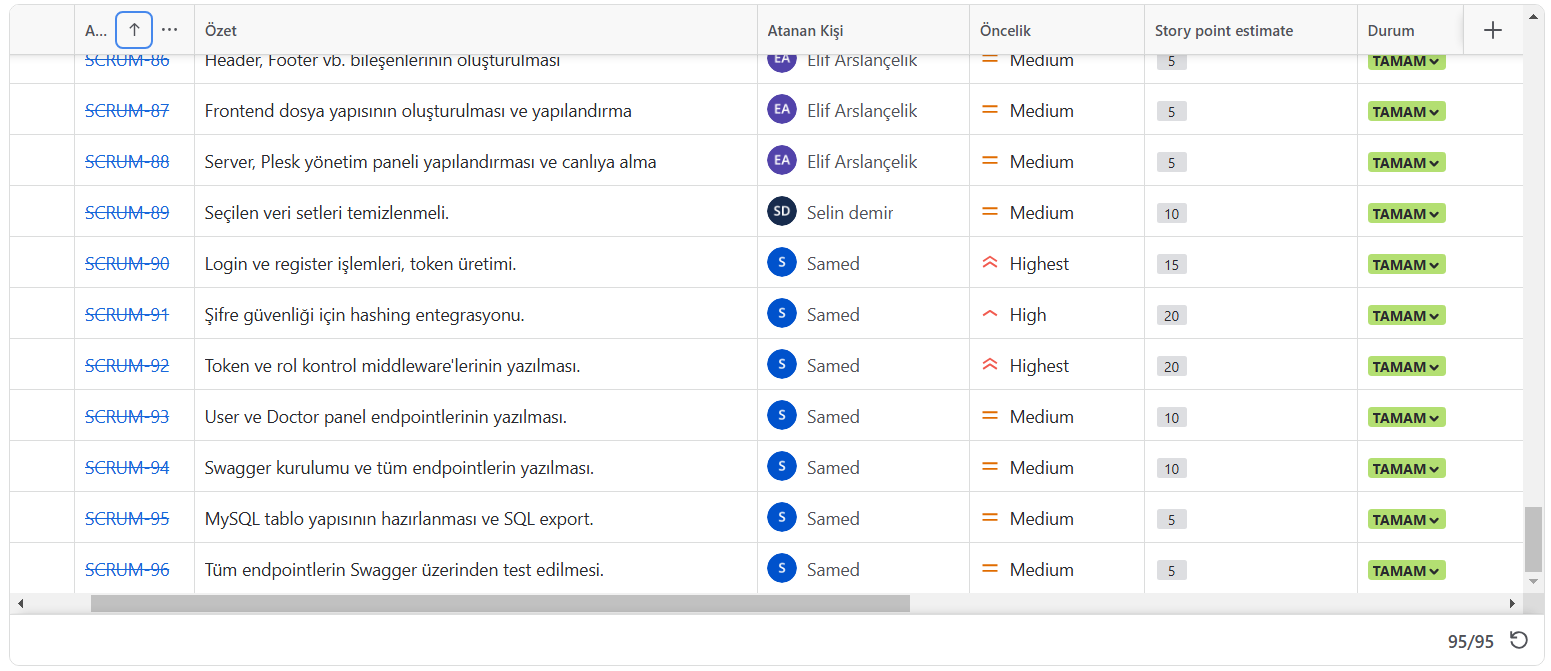 A... Özet Atanan Kişi Öncelik Story point estimate Durum
SCRUM-86 Header, Footer vb. bileşenlerinin oluşturulması EA Elif Arslançelik Medium 5 TAMAM
SCRUM-87 Frontend dosya yapısının oluşturulması ve yapılandırma EA Elif Arslançelik Medium 5 TAMAM
SCRUM-88 Server, Plesk yönetim paneli yapılandırması ve canlıya alma EA Elif Arslançelik Medium 5 TAMAM
SCRUM-89 Seçilen veri setleri temizlenmeli. SD Selin demir Medium 10 TAMAM
SCRUM-90 Login ve register işlemleri, token üretimi. S Samed Highest 15 TAMAM
SCRUM-91 Şifre güvenliği için hashing entegrasyonu. S Samed High 20 TAMAM
SCRUM-92 Token ve rol kontrol middleware'lerinin yazılması. S Samed Highest 20 TAMAM
SCRUM-93 User ve Doctor panel endpointlerinin yazılması. S Samed Medium 10 TAMAM
SCRUM-94 Swagger kurulumu ve tüm endpointlerin yazılması. S Samed Medium 10 TAMAM
SCRUM-95 MySQL tablo yapısının hazırlanması ve SQL export. S Samed Medium 5 TAMAM
SCRUM-96 Tüm endpointlerin Swagger üzerinden test edilmesi. S Samed Medium 5 TAMAM
95/95